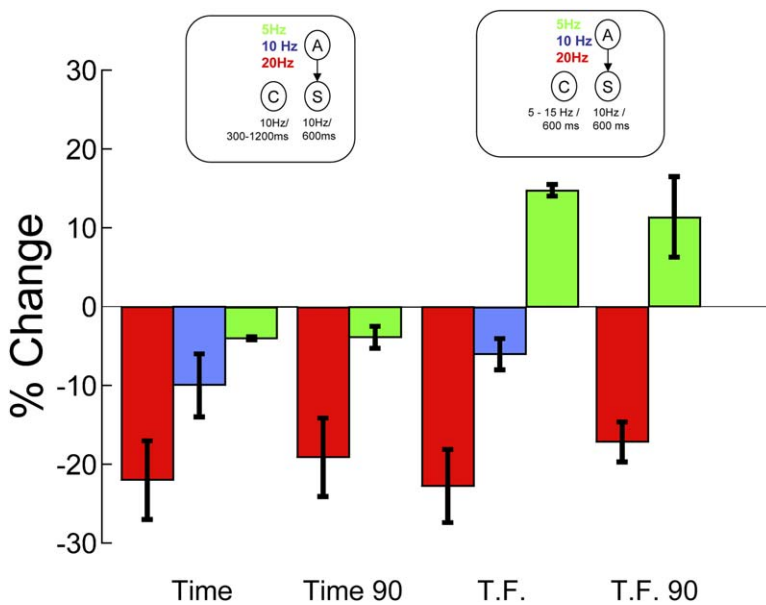 5Hz
10 Hz
20Hz
A
C
S
10Hz/
300-1200ms
10Hz/
600ms
5Hz
10 Hz
20Hz
A
C
S
5 - 15 Hz /
600 ms
10Hz /
600 ms
% Change
30
20
10
0
-10
-20
-30
Time
Time 90
T.F.
T.F. 90